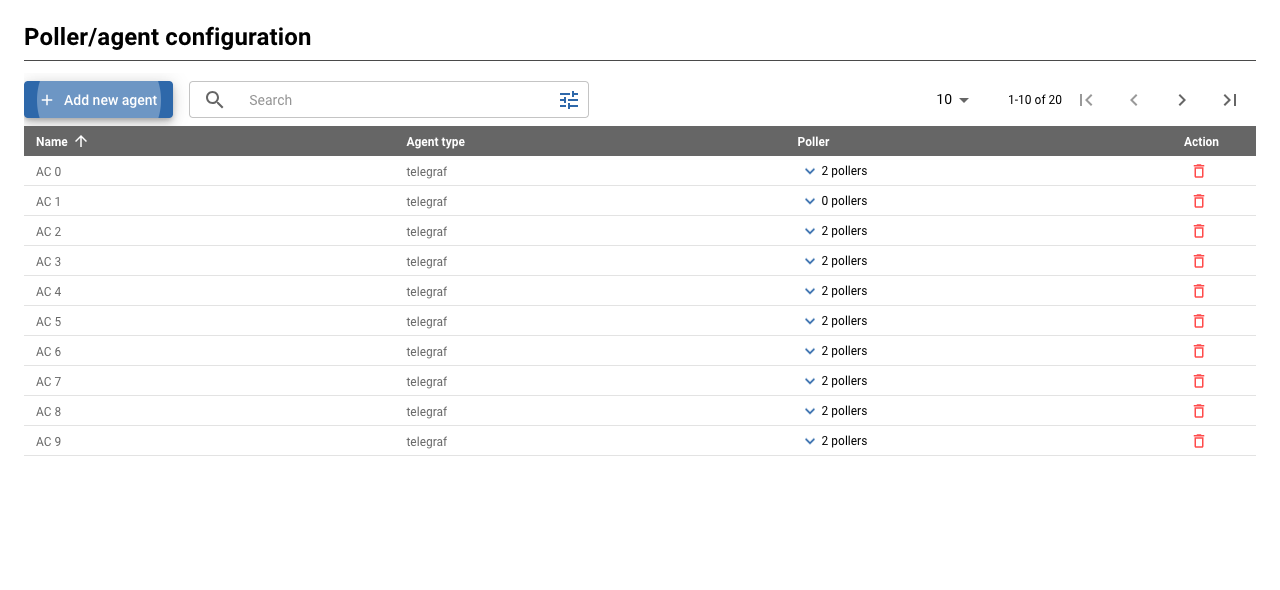 Poller/agent configuration
Add new agent Search 10 1-10 of 20
Name Agent type Poller Action
AC 0 telegraf 2 pollers
AC 1 telegraf 0 pollers
AC 2 telegraf 2 pollers
AC 3 telegraf 2 pollers
AC 4 telegraf 2 pollers
AC 5 telegraf 2 pollers
AC 6 telegraf 2 pollers
AC 7 telegraf 2 pollers
AC 8 telegraf 2 pollers
AC 9 telegraf 2 pollers